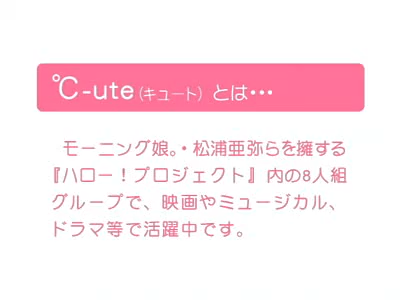 ℃-ute（キュート）とは…
モーニング娘。・松浦亜弥らを擁する
『ハロー！プロジェクト』内の8人組
グループで、映画やミュージカル、
ドラマ等で活躍中です。